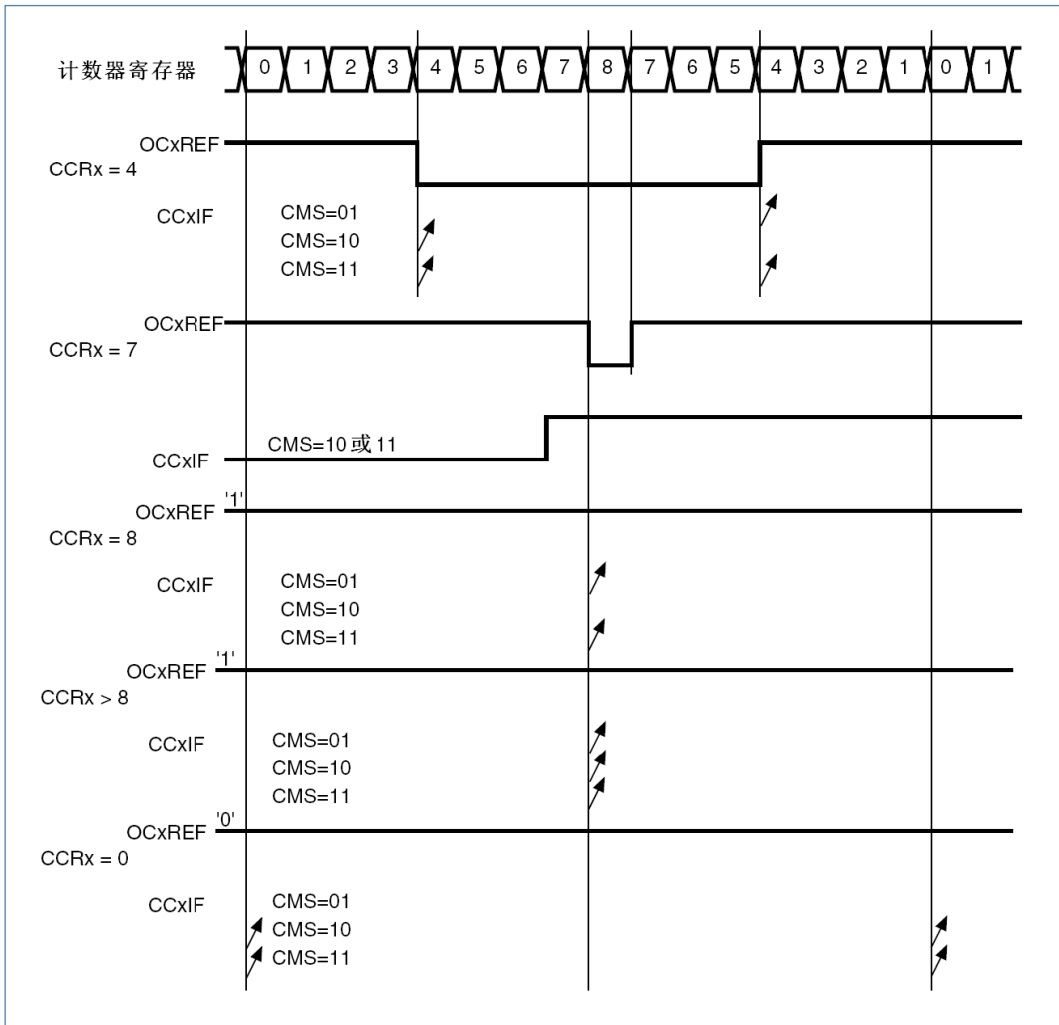 计数器寄存器 0 1 2 3 4 5 6 7 8 7 6 5 4 3 2 1 0 1
OCxREF
CCRx = 4
CCxIF CMS=01
CMS=10
CMS=11
OCxREF
CCRx = 7
CMS=10 或 11
CCxIF
OCxREF '1'
CCRx = 8
CCxIF CMS=01
CMS=10
CMS=11
OCxREF '1'
CCRx > 8
CCxIF CMS=01
CMS=10
CMS=11
OCxREF '0'
CCRx = 0
CCxIF CMS=01
CMS=10
CMS=11